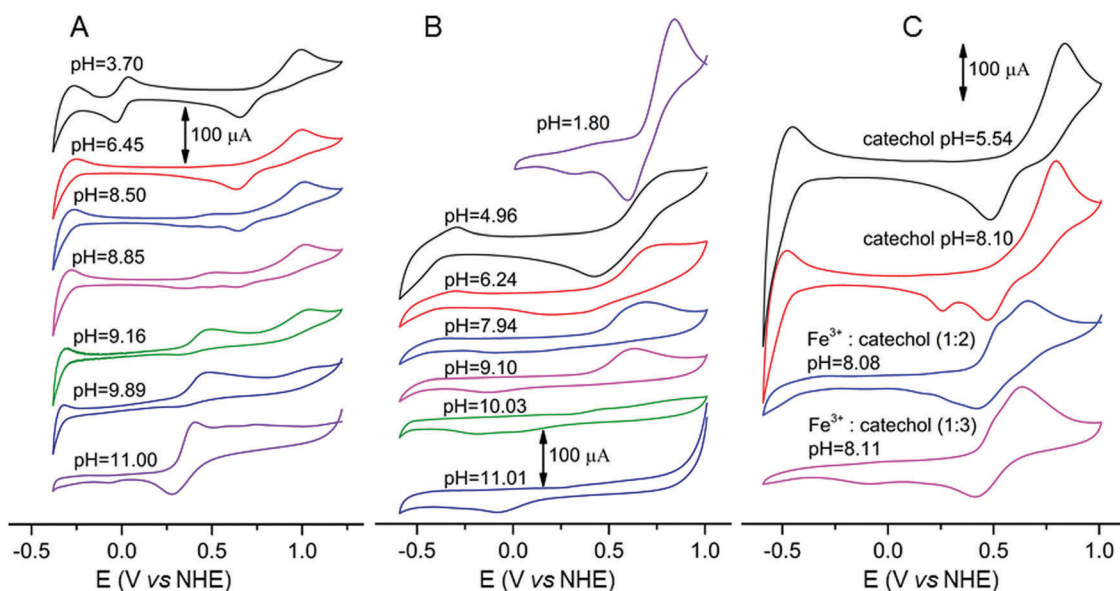 A
pH=3.70
100 μA
pH=6.45
pH=8.50
pH=8.85
pH=9.16
pH=9.89
pH=11.00
-0.5 0.0 0.5 1.0
E (V vs NHE)
B
pH=1.80
pH=4.96
pH=6.24
pH=7.94
pH=9.10
pH=10.03
100 μA
pH=11.01
-0.5 0.0 0.5 1.0
E (V vs NHE)
C
100 μA
catechol pH=5.54
catechol pH=8.10
Fe³⁺ : catechol (1:2)
pH=8.08
Fe³⁺ : catechol (1:3)
pH=8.11
-0.5 0.0 0.5 1.0
E (V vs NHE)